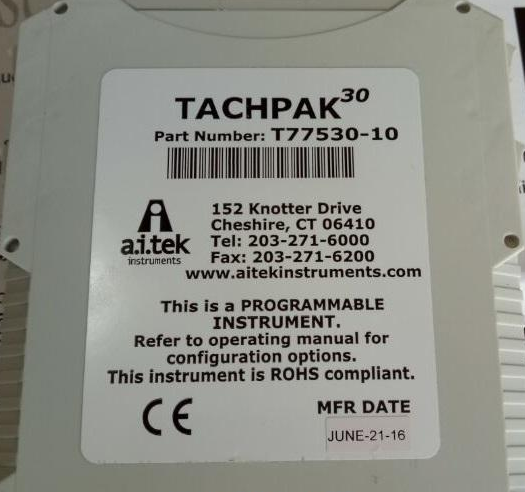 TACHPAK30
Part Number: T77530-10
a.i.tek
instruments
152 Knotter Drive
Cheshire, CT 06410
Tel: 203-271-6000
Fax: 203-271-6200
www.aitekinstruments.com
This is a PROGRAMMABLE
INSTRUMENT.
Refer to operating manual for
configuration options.
This instrument is ROHS compliant.
CE
MFR DATE
JUNE-21-16